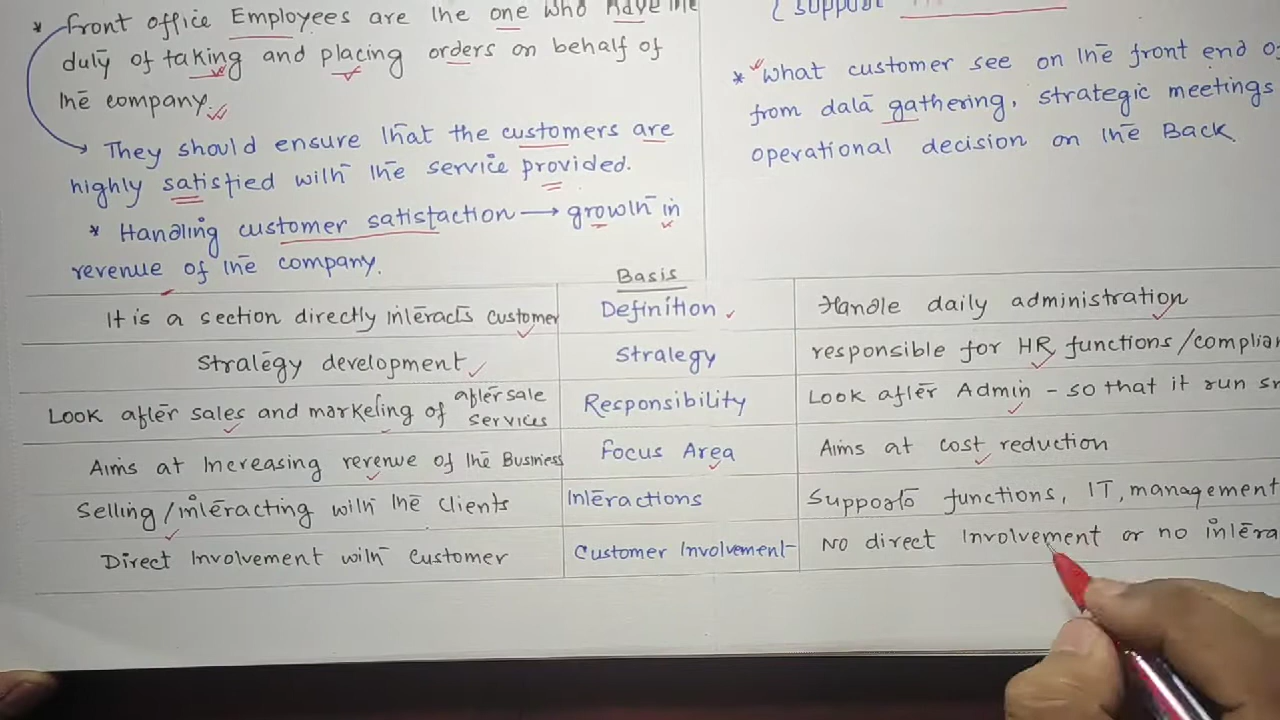 * front office Employees are the one who have the
duty of taking and placing orders on behalf of
the company.
→ They should ensure that the customers are
highly satisfied with the service provided.
* Handling customer satisfaction → growth in
revenue of the company.
( support
* What customer see on the front end
from data gathering, strategic meetings
operational decision on the Back
Basis
It is a section directly interacts customer Definition Handle daily administration
Strategy development Strategy responsible for HR functions/
Look after sales and marketing of after sale services Responsibility Look after Admin - so that it run
Aims at Increasing revenue of the Business Focus Area Aims at cost reduction
Selling/interacting with the clients Interactions Supports functions, IT, management
Direct Involvement with Customer Customer Involvement No direct Involvement or no